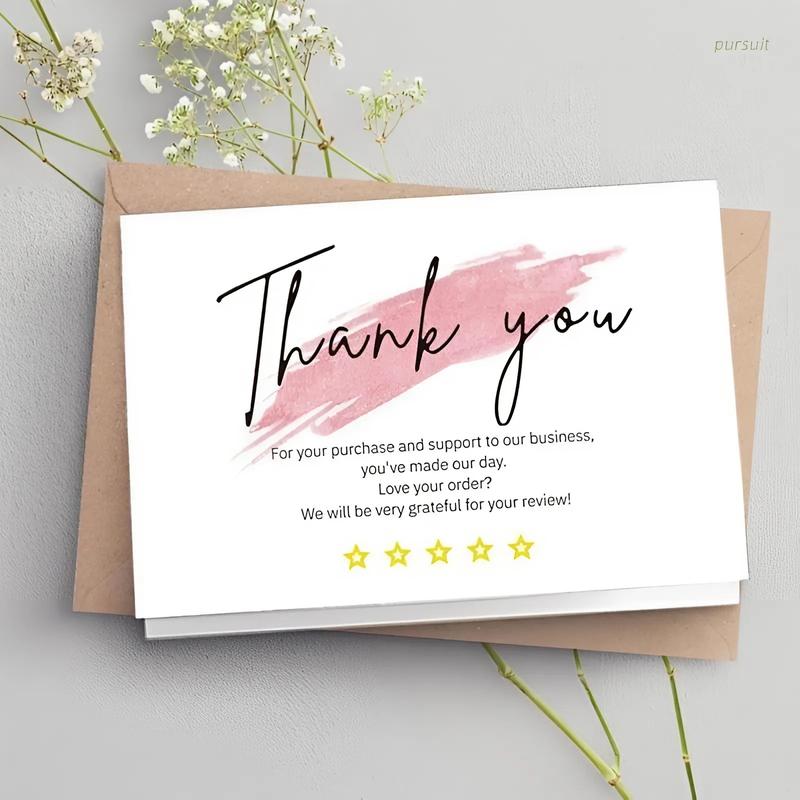 pursuit
Thank you
For your purchase and support to our business,
you've made our day.
Love your order?
We will be very grateful for your review!